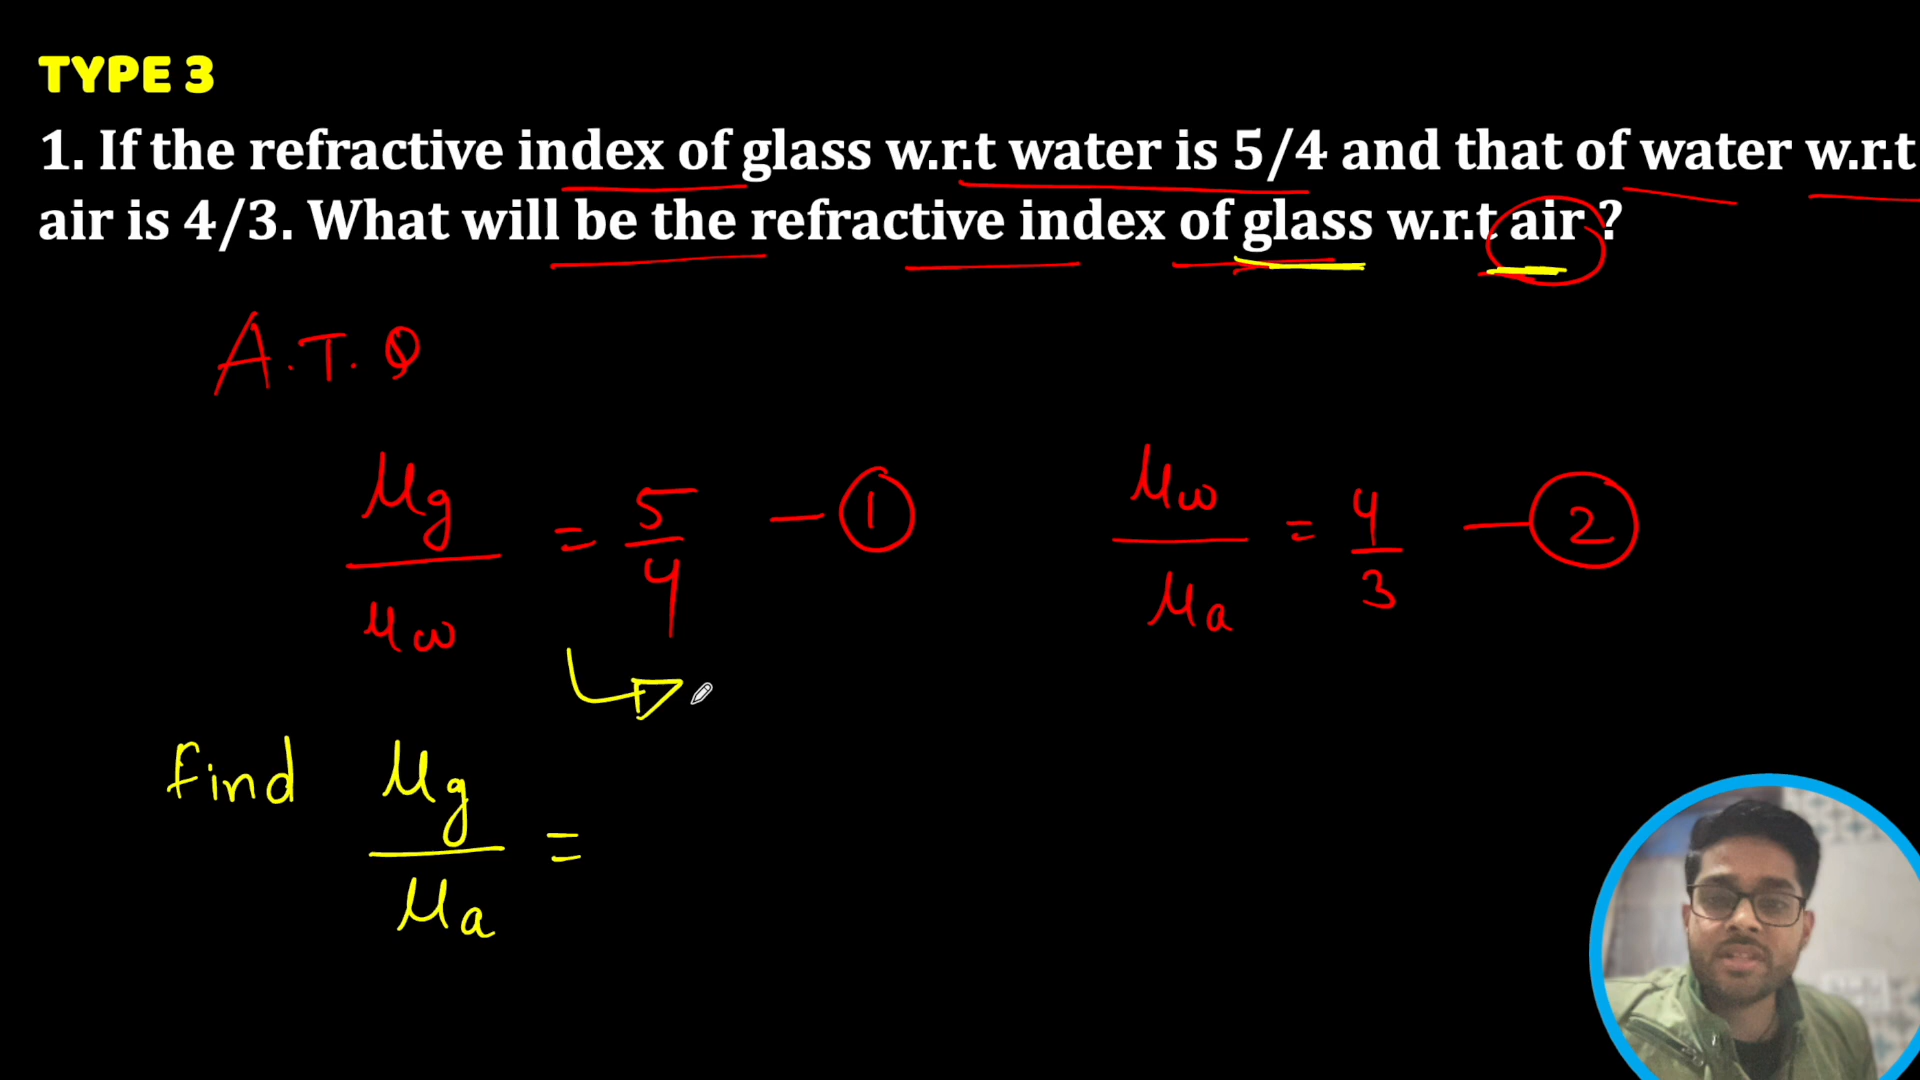 TYPE 3
1. If the refractive index of glass w.r.t water is 5/4 and that of water w.r.t
air is 4/3. What will be the refractive index of glass w.r.t air ?
A.T.Q
μg/μw = 5/4 — 1
μw/μa = 4/3 — 2
find μg/μa =